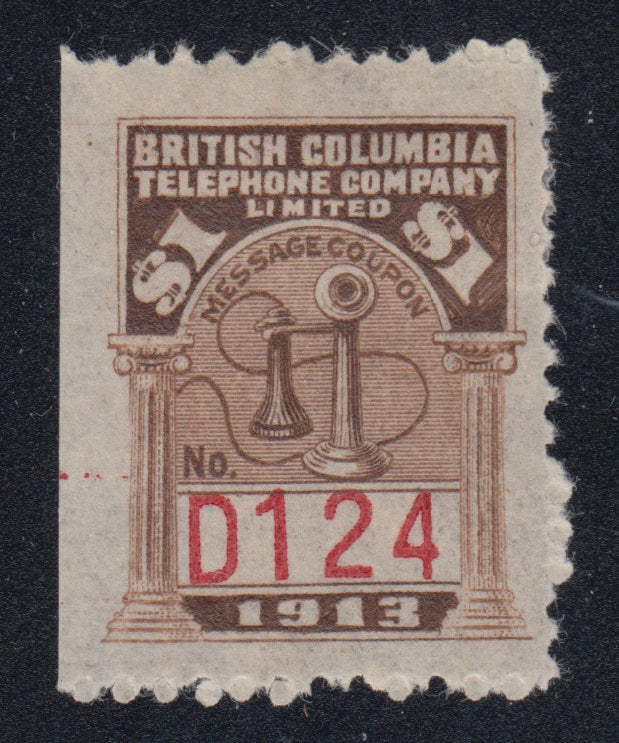 BRITISH COLUMBIA
TELEPHONE COMPANY
LIMITED
$1 $1
MESSAGE COUPON
No.
D124
1913